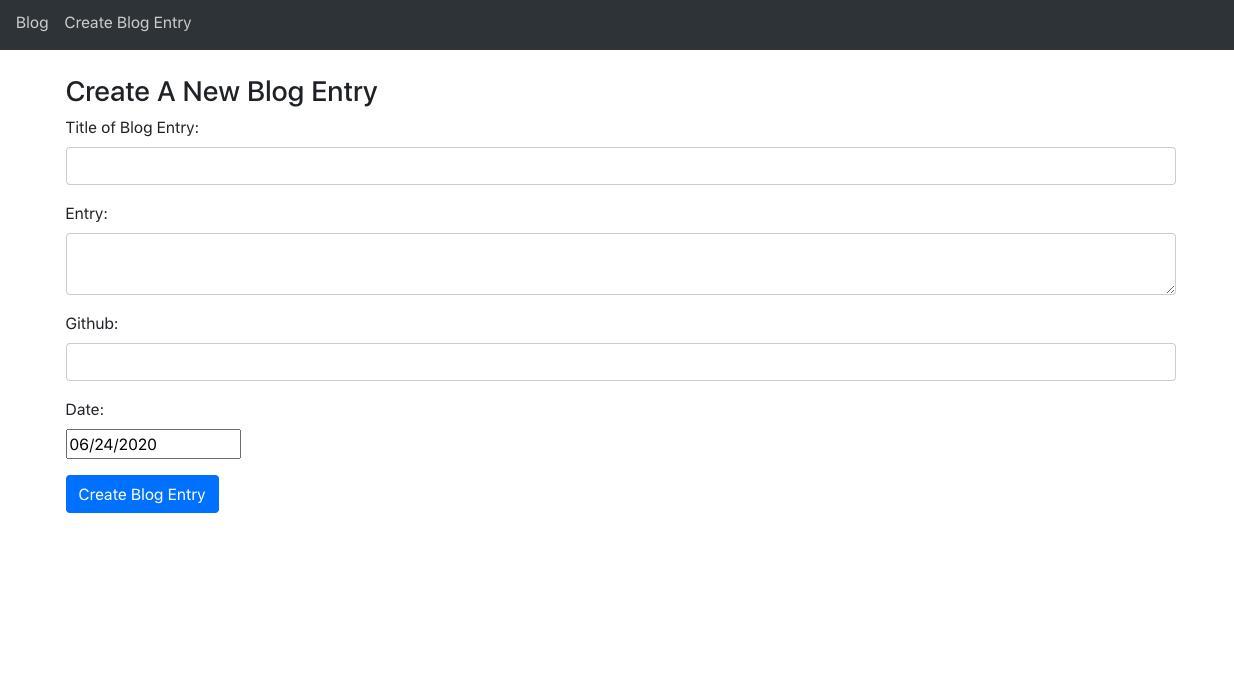 Blog Create Blog Entry
Create A New Blog Entry
Title of Blog Entry:
Entry:
Github:
Date:
06/24/2020
Create Blog Entry